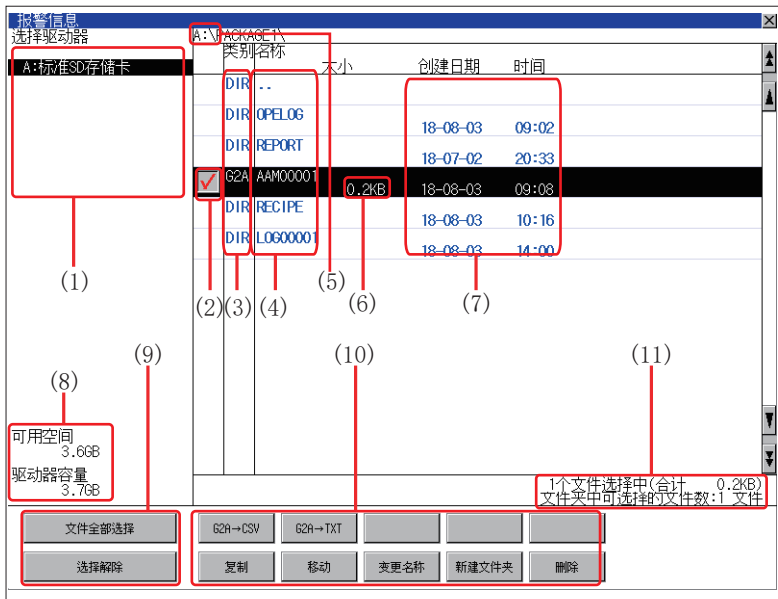 报警信息
选择驱动器 A:\PACKAGE1\
类别 名称 大小 创建日期 时间
A:标准SD存储卡
DIR ..
DIR OPELOG 18-08-03 09:02
DIR REPORT 18-07-02 20:33
G2A AAM00001 0.2KB 18-08-03 09:08
DIR RECIPE 18-08-03 10:16
DIR LOG00001 18-08-03 14:00
(1) (2) (3) (4) (5) (6) (7)
(8) (9) (10) (11)
可用空间
3.6GB
驱动器容量
3.7GB
1个文件选择中(合计 0.2KB)
文件夹中可选择的文件数:1 文件
文件全部选择 G2A→CSV G2A→TXT
选择解除 复制 移动 变更名称 新建文件夹 删除